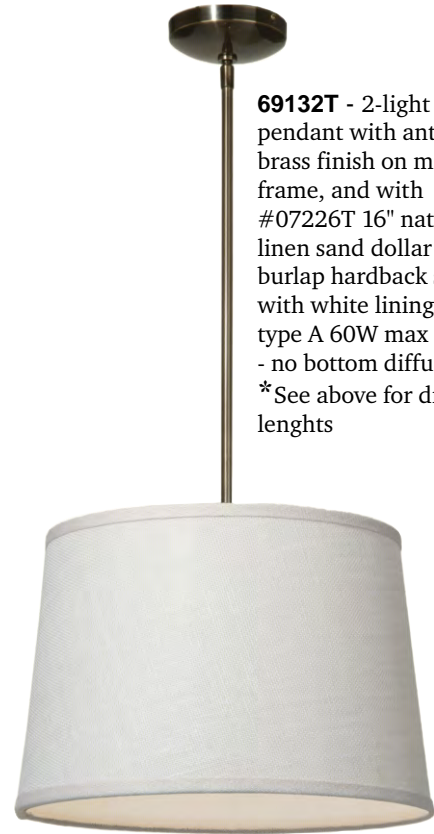 69132T - 2-light
pendant with
brass finish on
frame, and with
#07226T 16"
linen sand dollar
burlap hardback
with white lining
type A 60W max
- no bottom
*See above for
lenghts